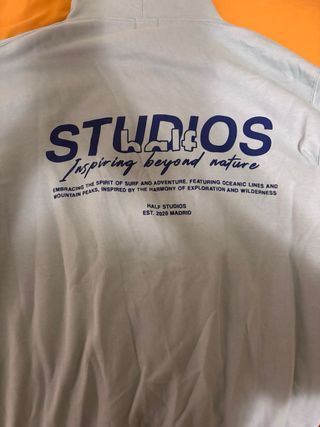 STUDIOS
half
Inspiring beyond nature
EMBRACING THE SPIRIT OF SURF AND ADVENTURE, FEATURING OCEANIC LINES AND
MOUNTAIN PEAKS, INSPIRED BY THE HARMONY OF EXPLORATION AND WILDERNESS
HALF STUDIOS
EST. 2020 MADRID